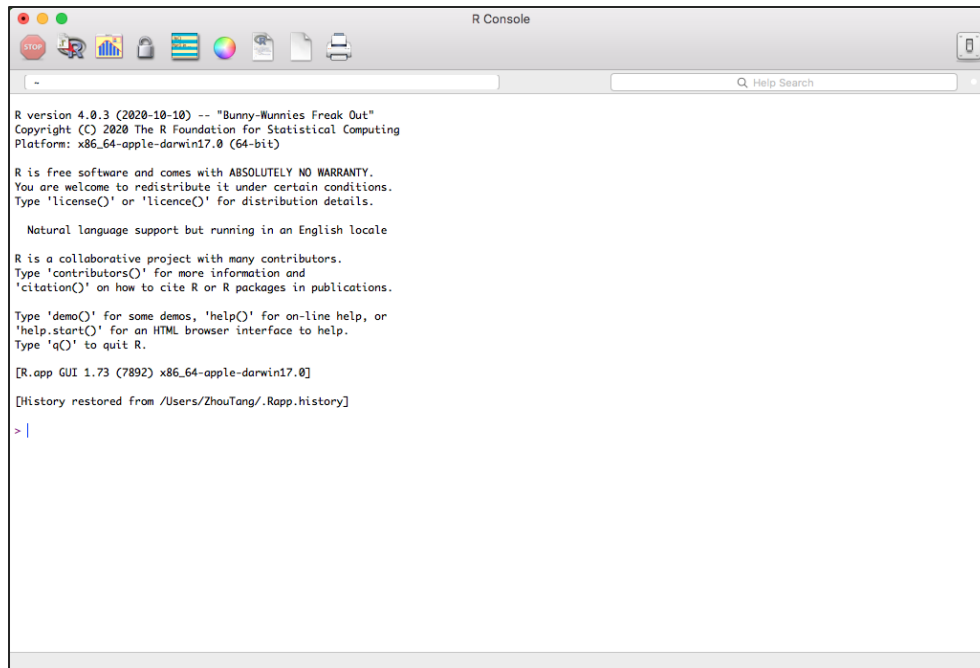 R Console
STOP
R
R
~
Help Search
R version 4.0.3 (2020-10-10) -- "Bunny-Wunnies Freak Out"
Copyright (C) 2020 The R Foundation for Statistical Computing
Platform: x86_64-apple-darwin17.0 (64-bit)
R is free software and comes with ABSOLUTELY NO WARRANTY.
You are welcome to redistribute it under certain conditions.
Type 'license()' or 'licence()' for distribution details.
Natural language support but running in an English locale
R is a collaborative project with many contributors.
Type 'contributors()' for more information and
'citation()' on how to cite R or R packages in publications.
Type 'demo()' for some demos, 'help()' for on-line help, or
'help.start()' for an HTML browser interface to help.
Type 'q()' to quit R.
[R.app GUI 1.73 (7892) x86_64-apple-darwin17.0]
[History restored from /Users/ZhouTang/.Rapp.history]
>